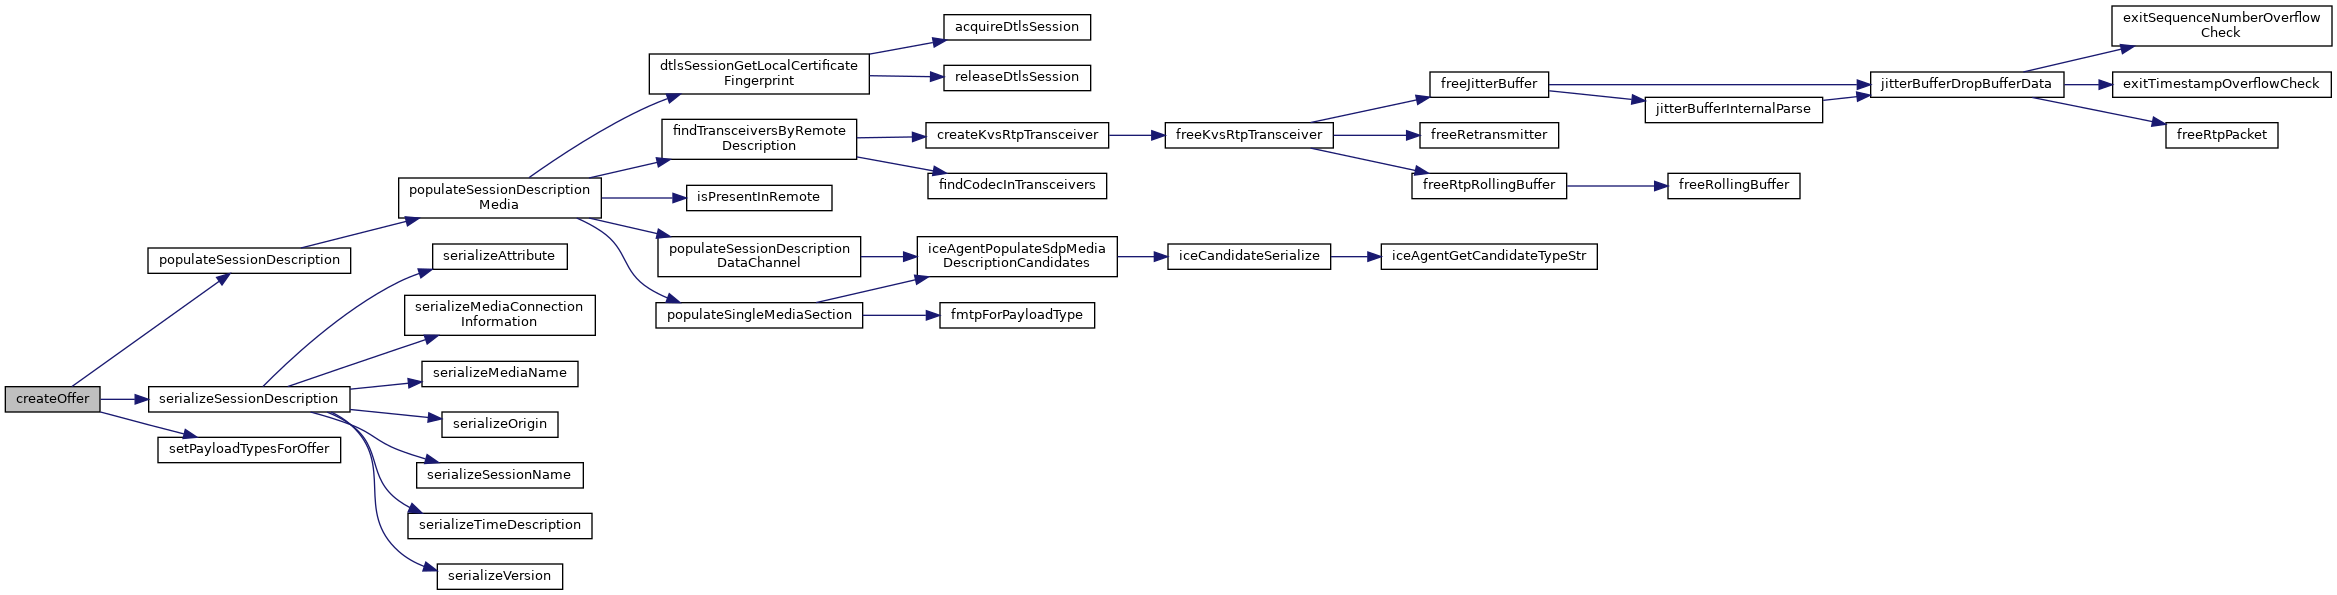 createOffer
populateSessionDescription
populateSessionDescription
Media
dtlsSessionGetLocalCertificate
Fingerprint
acquireDtlsSession
releaseDtlsSession
findTransceiversByRemote
Description
createKvsRtpTransceiver
freeKvsRtpTransceiver
freeJitterBuffer
jitterBufferDropBufferData
exitSequenceNumberOverflow
Check
exitTimestampOverflowCheck
freeRtpPacket
jitterBufferInternalParse
freeRetransmitter
freeRtpRollingBuffer
freeRollingBuffer
findCodecInTransceivers
isPresentInRemote
populateSessionDescription
DataChannel
iceAgentPopulateSdpMedia
DescriptionCandidates
iceCandidateSerialize
iceAgentGetCandidateTypeStr
populateSingleMediaSection
fmtpForPayloadType
serializeSessionDescription
serializeAttribute
serializeMediaConnection
Information
serializeMediaName
serializeOrigin
serializeSessionName
serializeTimeDescription
serializeVersion
setPayloadTypesForOffer